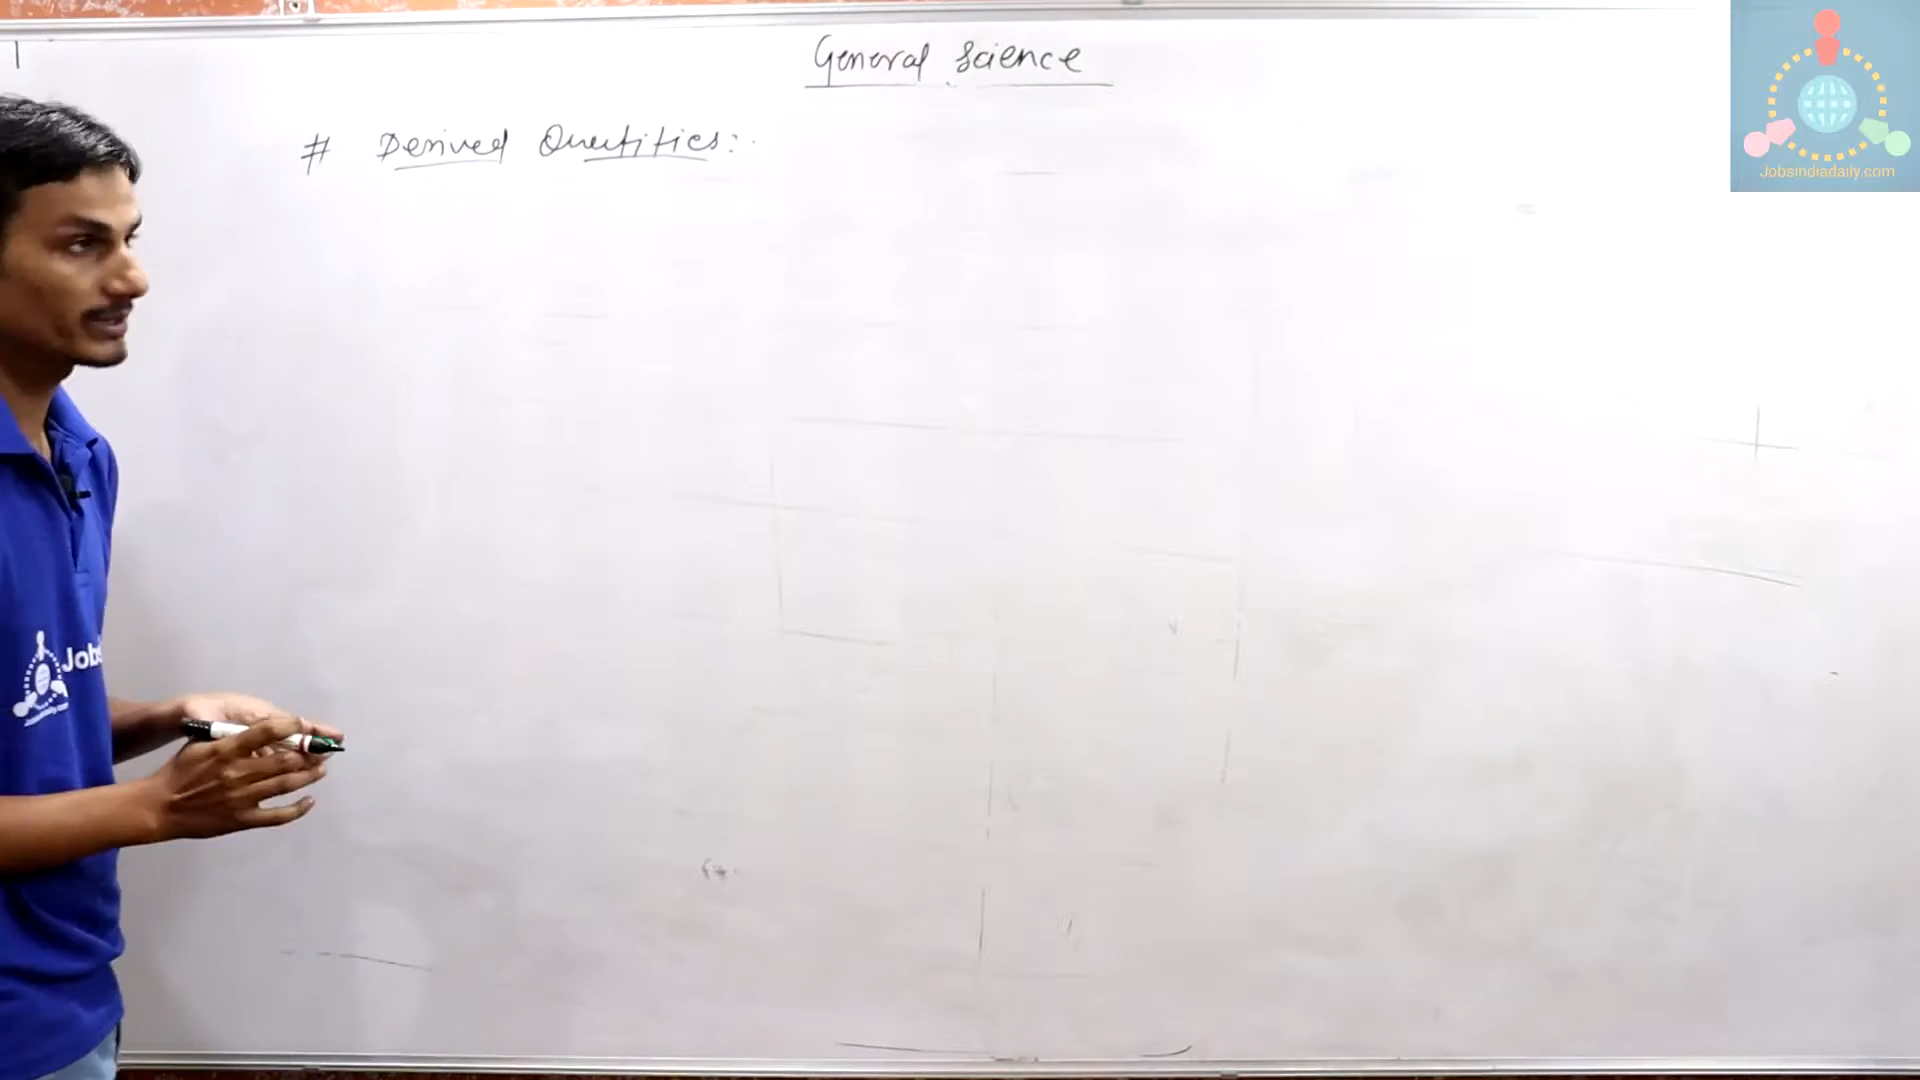 General Science
# Derived Quantities:-
Jobsindiadaily.com
Jobs